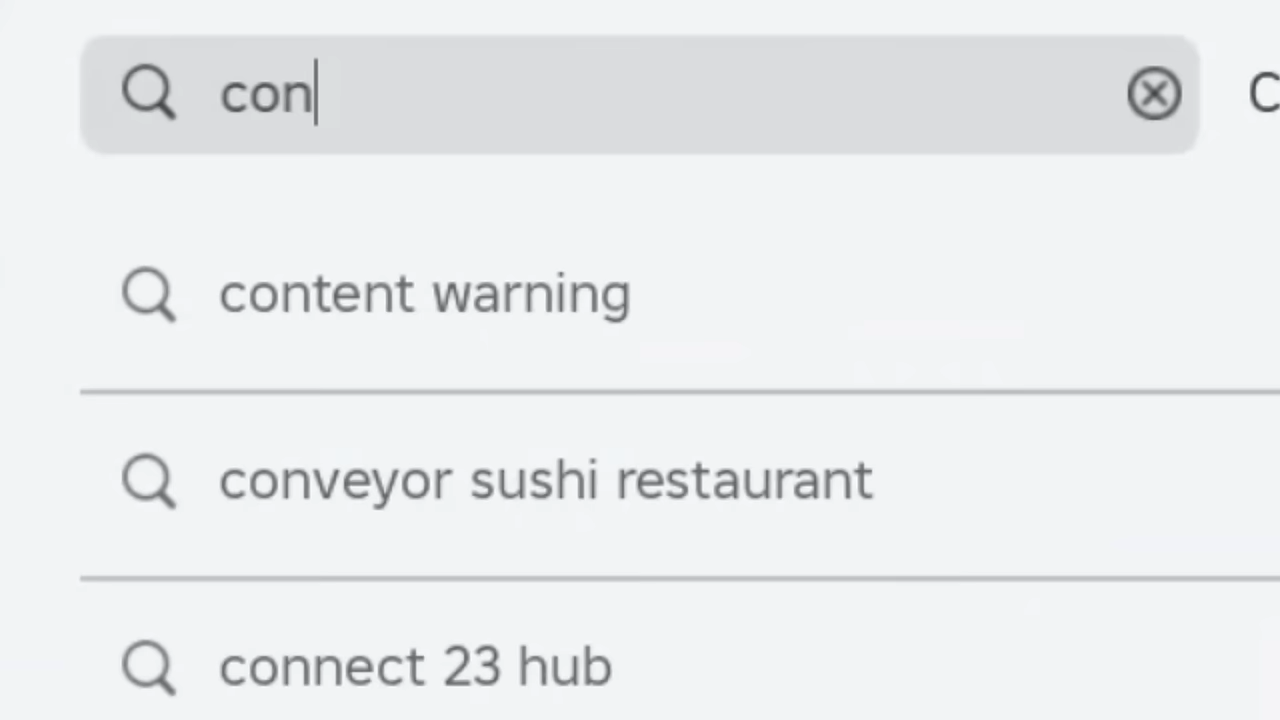 con
content warning
conveyor sushi restaurant
connect 23 hub